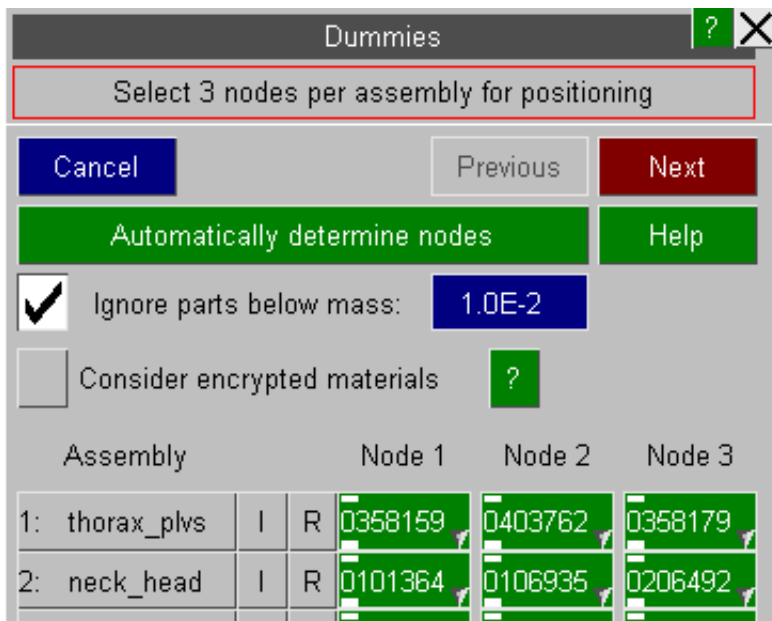 Dummies ?
Select 3 nodes per assembly for positioning
Cancel Previous Next
Automatically determine nodes Help
Ignore parts below mass: 1.0E-2
Consider encrypted materials ?
Assembly Node 1 Node 2 Node 3
1: thorax_plvs I R 0358159 0403762 0358179
2: neck_head I R 0101364 0106935 0206492